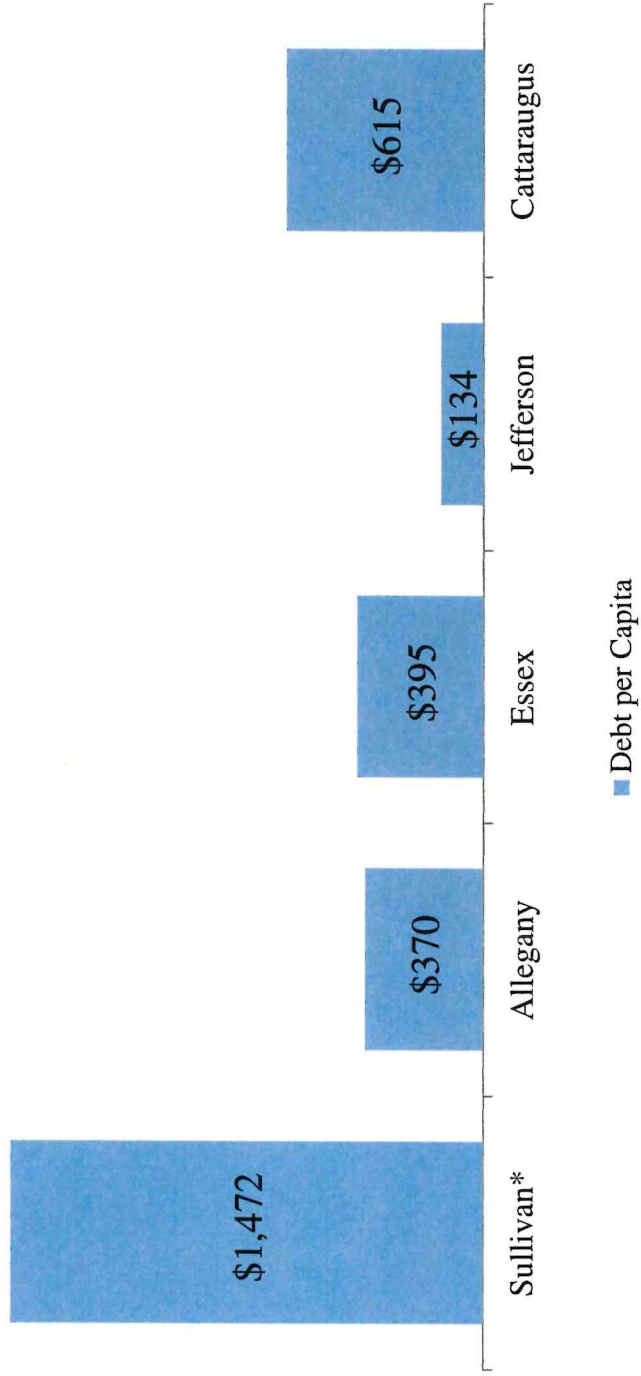 $1,472
$370
$395
$134
$615
Sullivan*
Allegany
Essex
Jefferson
Cattaraugus
Debt per Capita